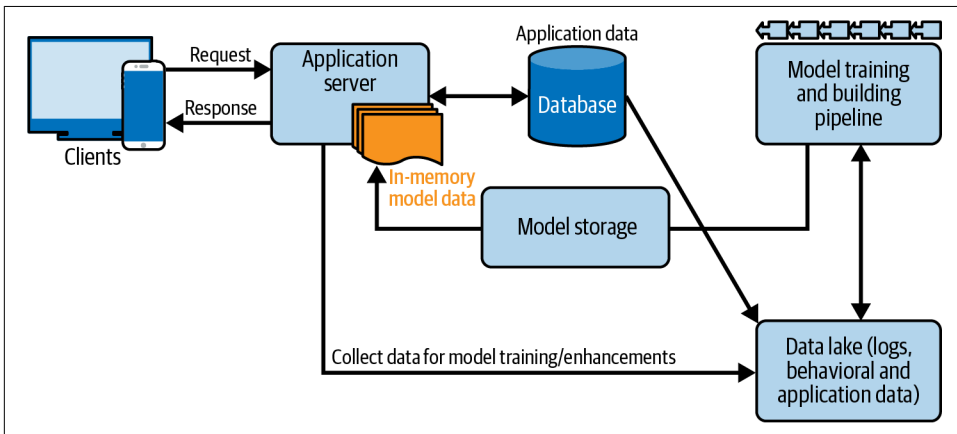 Request
Response
Clients
Application
server
In-memory
model data
Application data
Database
Model storage
Model training
and building
pipeline
Collect data for model training/enhancements
Data lake (logs,
behavioral and
application data)